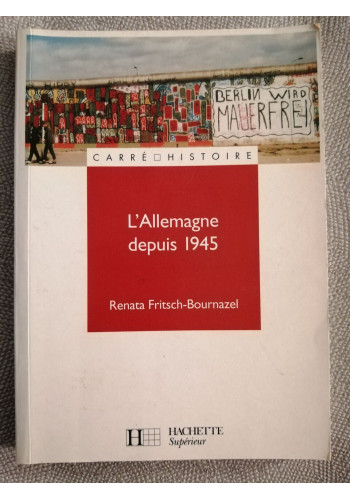 BERLIN WIRD
MAUERFREI
CARRÉ HISTOIRE
L'Allemagne
depuis 1945
Renata Fritsch-Bournazel
H HACHETTE
Supérieur